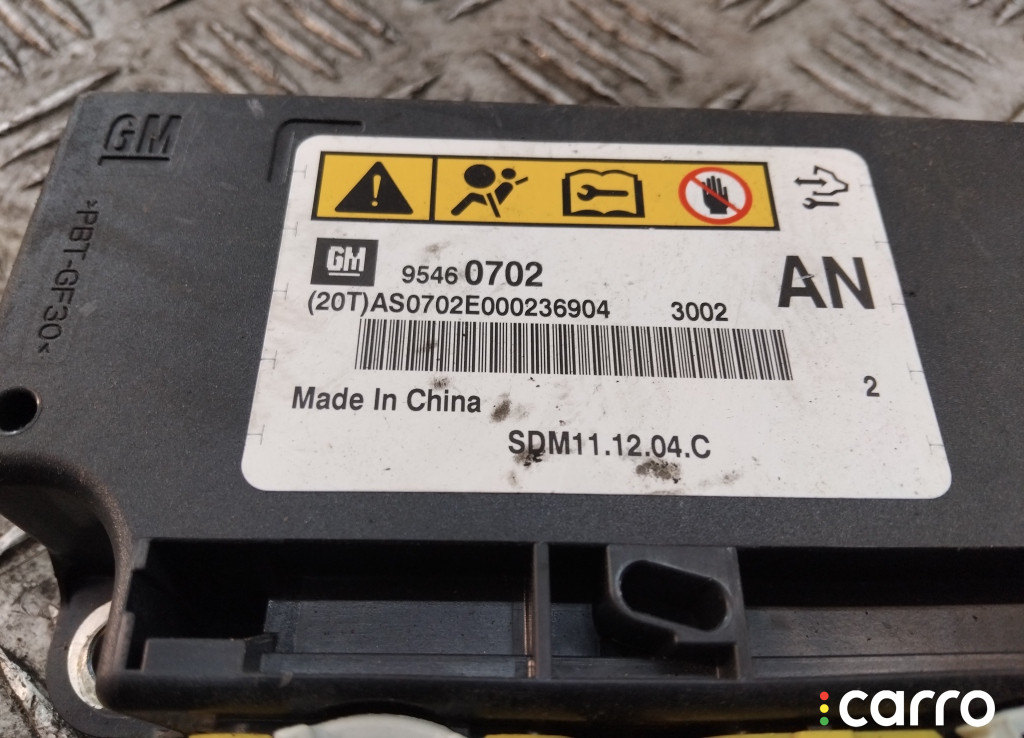 GM
*PBT-GF30<
GM 9546 0702
AN
(20T)AS0702E000236904 3002
2
Made In China
SDM11.12.04.C
carro